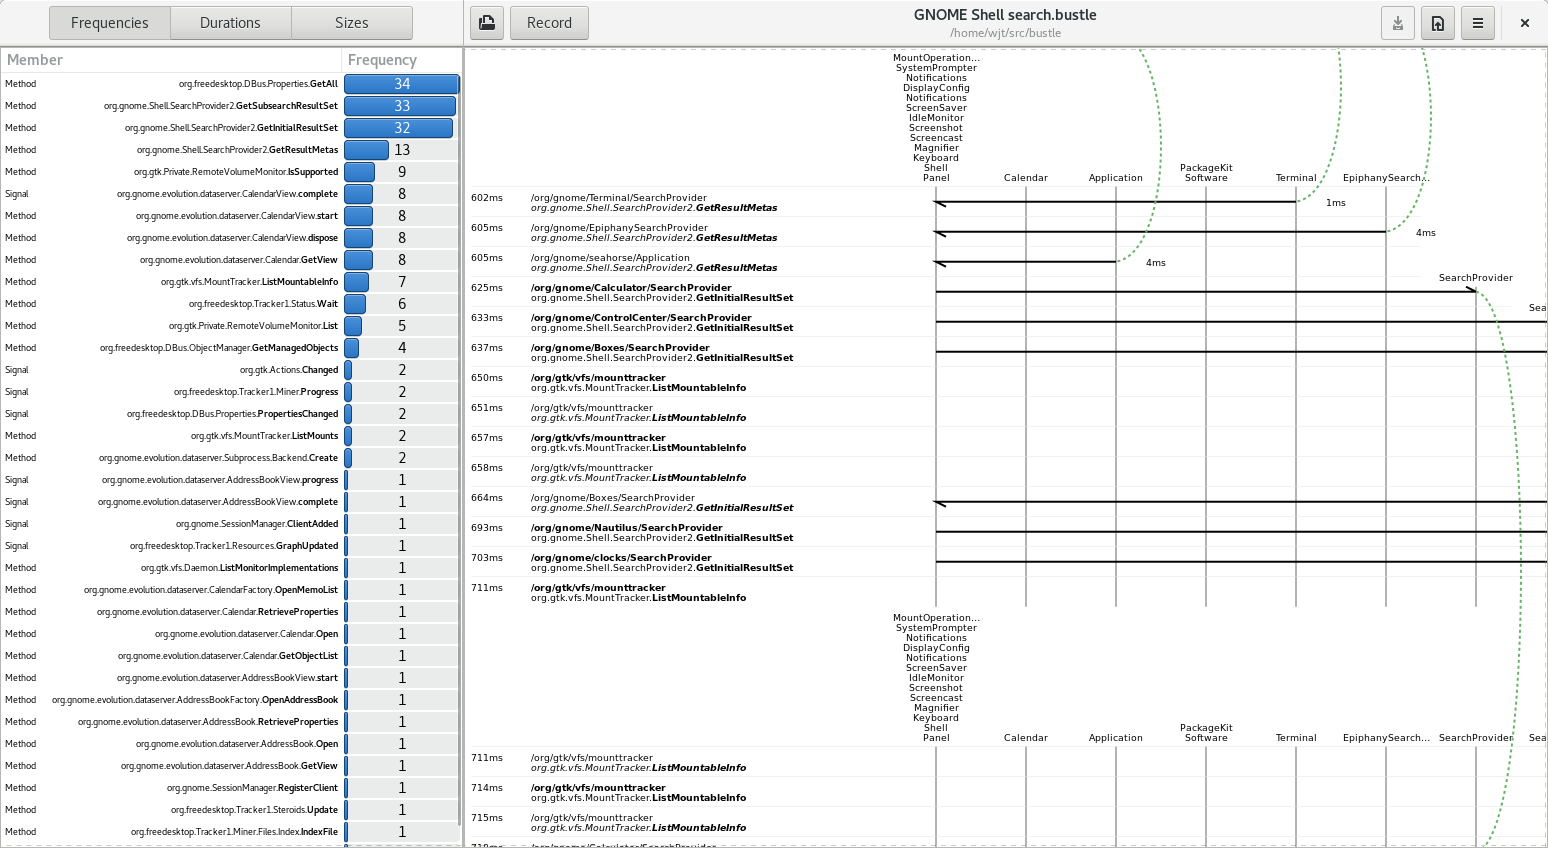 Frequencies Durations Sizes
Record
GNOME Shell search.bustle
/home/wjt/src/bustle
Member Frequency
Method org.freedesktop.DBus.Properties.GetAll 34
Method org.gnome.Shell.SearchProvider2.GetSubsearchResultSet 33
Method org.gnome.Shell.SearchProvider2.GetInitialResultSet 32
Method org.gnome.Shell.SearchProvider2.GetResultMetas 13
Method org.gtk.Private.RemoteVolumeMonitor.IsSupported 9
Signal org.gnome.evolution.dataserver.CalendarView.complete 8
Method org.gnome.evolution.dataserver.CalendarView.start 8
Method org.gnome.evolution.dataserver.CalendarView.dispose 8
Method org.gnome.evolution.dataserver.Calendar.GetView 8
Method org.gtk.vfs.MountTracker.ListMountableInfo 7
Method org.freedesktop.Tracker1.Status.Wait 6
Method org.gtk.Private.RemoteVolumeMonitor.List 5
Method org.freedesktop.DBus.ObjectManager.GetManagedObjects 4
Signal org.gtk.Actions.Changed 2
Signal org.freedesktop.Tracker1.Miner.Progress 2
Signal org.freedesktop.DBus.Properties.PropertiesChanged 2
Method org.gtk.vfs.MountTracker.ListMounts 2
Method org.gnome.evolution.dataserver.Subprocess.Backend.Create 2
Signal org.gnome.evolution.dataserver.AddressBookView.progress 1
Signal org.gnome.evolution.dataserver.AddressBookView.complete 1
Signal org.gnome.SessionManager.ClientAdded 1
Signal org.freedesktop.Tracker1.Resources.GraphUpdated 1
Method org.gtk.vfs.Daemon.ListMonitorImplementations 1
Method org.gnome.evolution.dataserver.CalendarFactory.OpenMemoList 1
Method org.gnome.evolution.dataserver.Calendar.RetrieveProperties 1
Method org.gnome.evolution.dataserver.Calendar.Open 1
Method org.gnome.evolution.dataserver.Calendar.GetObjectList 1
Method org.gnome.evolution.dataserver.AddressBookView.start 1
Method org.gnome.evolution.dataserver.AddressBookFactory.OpenAddressBook 1
Method org.gnome.evolution.dataserver.AddressBook.RetrieveProperties 1
Method org.gnome.evolution.dataserver.AddressBook.Open 1
Method org.gnome.evolution.dataserver.AddressBook.GetView 1
Method org.gnome.SessionManager.RegisterClient 1
Method org.freedesktop.Tracker1.Steroids.Update 1
Method org.freedesktop.Tracker1.Miner.Files.Index.IndexFile 1
MountOperation...
SystemPrompter
Notifications
DisplayConfig
Notifications
ScreenSaver
IdleMonitor
Screenshot
Screencast
Magnifier
Keyboard
Shell PackageKit
Panel Calendar Application Software Terminal EpiphanySearch...
602ms /org/gnome/Terminal/SearchProvider 1ms
org.gnome.Shell.SearchProvider2.GetResultMetas
605ms /org/gnome/EpiphanySearchProvider 4ms
org.gnome.Shell.SearchProvider2.GetResultMetas
605ms /org/gnome/seahorse/Application 4ms
org.gnome.Shell.SearchProvider2.GetResultMetas
SearchProvider
625ms /org/gnome/Calculator/SearchProvider
org.gnome.Shell.SearchProvider2.GetInitialResultSet
Sea
633ms /org/gnome/ControlCenter/SearchProvider
org.gnome.Shell.SearchProvider2.GetInitialResultSet
637ms /org/gnome/Boxes/SearchProvider
org.gnome.Shell.SearchProvider2.GetInitialResultSet
650ms /org/gtk/vfs/mounttracker
org.gtk.vfs.MountTracker.ListMountableInfo
651ms /org/gtk/vfs/mounttracker
org.gtk.vfs.MountTracker.ListMountableInfo
657ms /org/gtk/vfs/mounttracker
org.gtk.vfs.MountTracker.ListMountableInfo
658ms /org/gtk/vfs/mounttracker
org.gtk.vfs.MountTracker.ListMountableInfo
664ms /org/gnome/Boxes/SearchProvider
org.gnome.Shell.SearchProvider2.GetInitialResultSet
693ms /org/gnome/Nautilus/SearchProvider
org.gnome.Shell.SearchProvider2.GetInitialResultSet
703ms /org/gnome/clocks/SearchProvider
org.gnome.Shell.SearchProvider2.GetInitialResultSet
711ms /org/gtk/vfs/mounttracker
org.gtk.vfs.MountTracker.ListMountableInfo
MountOperation...
SystemPrompter
Notifications
DisplayConfig
Notifications
ScreenSaver
IdleMonitor
Screenshot
Screencast
Magnifier
Keyboard
Shell PackageKit
Panel Calendar Application Software Terminal EpiphanySearch... SearchProvider Sea
711ms /org/gtk/vfs/mounttracker
org.gtk.vfs.MountTracker.ListMountableInfo
714ms /org/gtk/vfs/mounttracker
org.gtk.vfs.MountTracker.ListMountableInfo
715ms /org/gtk/vfs/mounttracker
org.gtk.vfs.MountTracker.ListMountableInfo